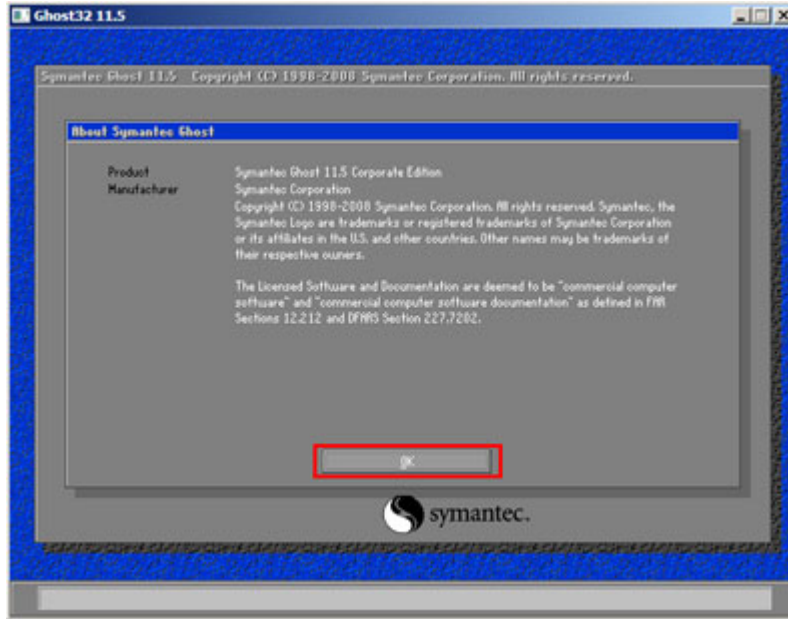 Ghost32 11.5
Symantec Ghost 11.5 Copyright (C) 1998-2008 Symantec Corporation. All rights reserved.
About Symantec Ghost
Product Symantec Ghost 11.5 Corporate Edition
Manufacturer Symantec Corporation
Copyright (C) 1998-2008 Symantec Corporation. All rights reserved. Symantec, the
Symantec Logo are trademarks or registered trademarks of Symantec Corporation
or its affiliates in the U.S. and other countries. Other names may be trademarks of
their respective owners.
The Licensed Software and Documentation are deemed to be "commercial computer
software" and "commercial computer software documentation" as defined in FAR
Sections 12.212 and DFARS Section 227.7202.
OK
symantec.